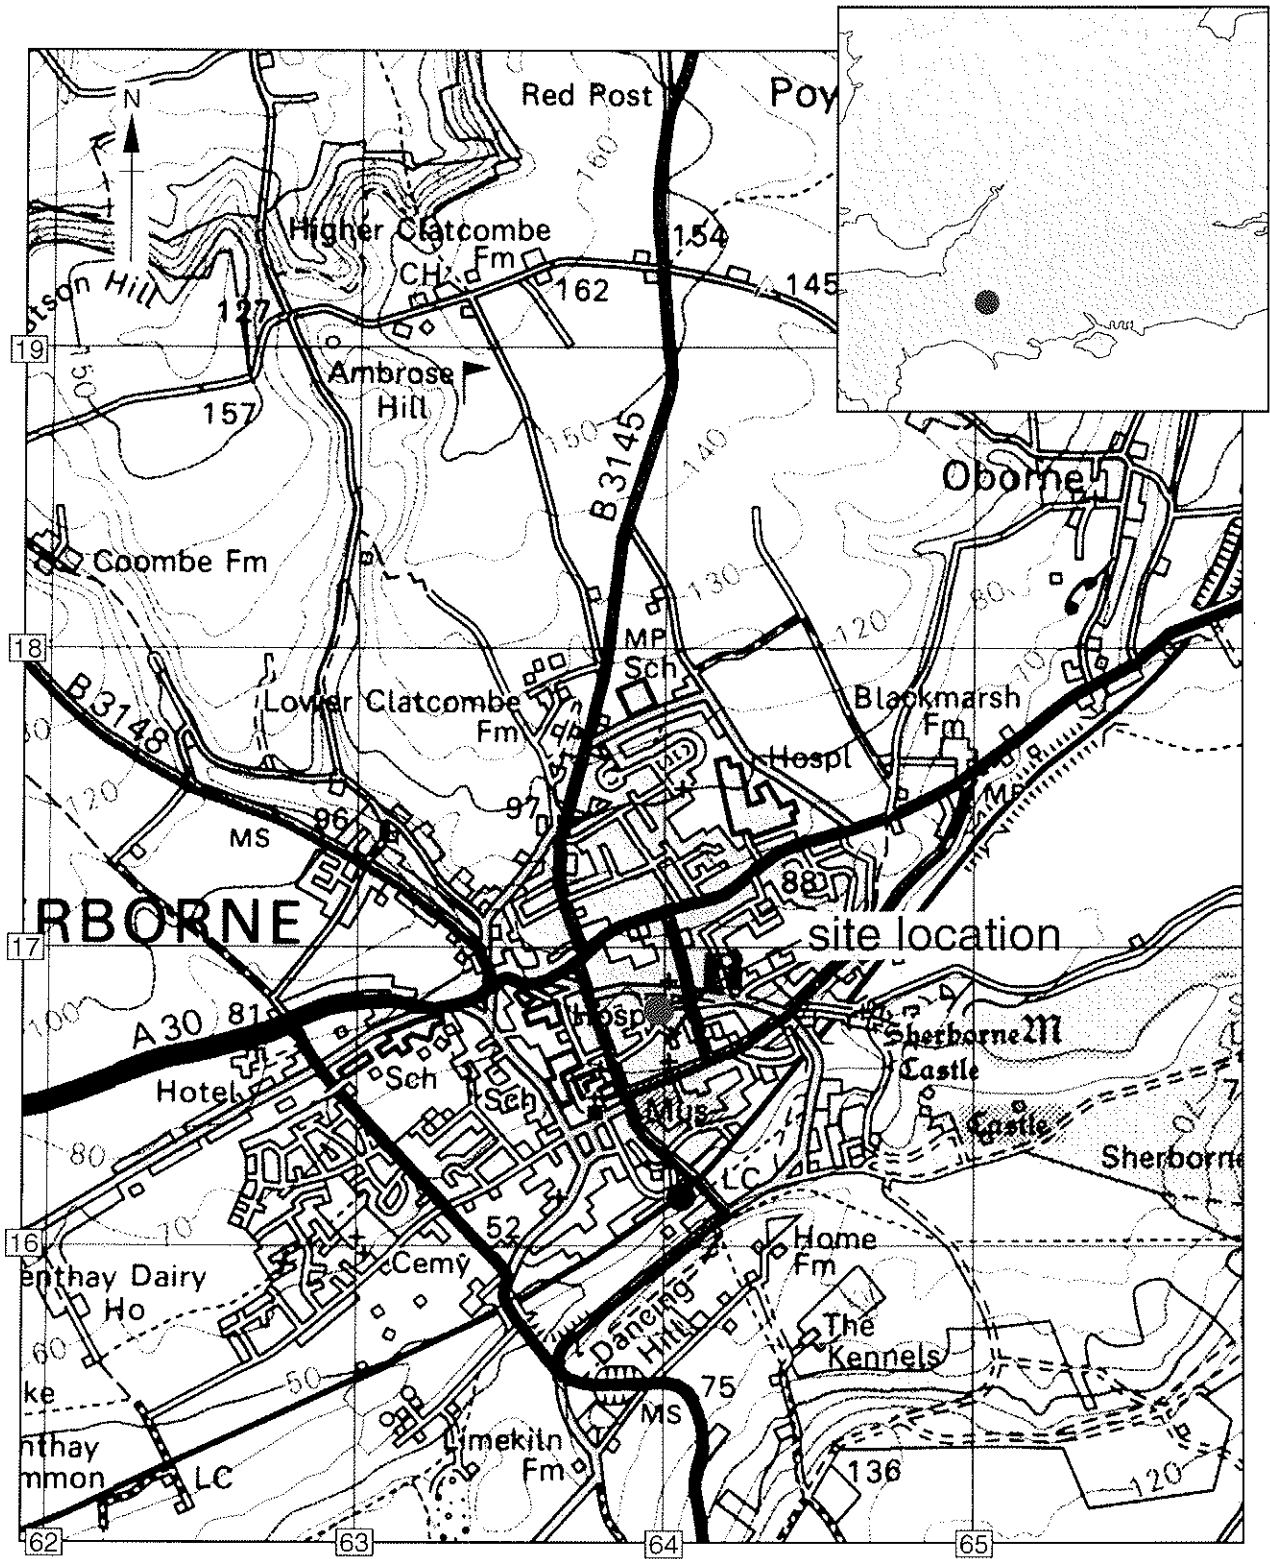 Red Post
Poy
N
160
Higher Clatcombe
Fm
CH
154
162
145
127
19
150
Ambrose
Hill
157
150
B 3145
140
Oborne
Coombe Fm
130
80
120
18
MP
Sch
70
B 3148
Lower Clatcombe
Fm
Blackmarsh
Fm
Hospl
120
97
MS
96
88
RBORNE
17
site location
100
A 30
81
Hosp
Sherborne M
Castle
Hotel
Sch
Sch
Mus
Castle
80
70
Sherborne
LC
70
16
52
Cemy
Home
Fm
enthay Dairy
Ho
Dancing
Hill
The
Kennels
60
50
ke
75
MS
nthay
mmon
LC
Limekiln
Fm
136
120
62
63
64
65